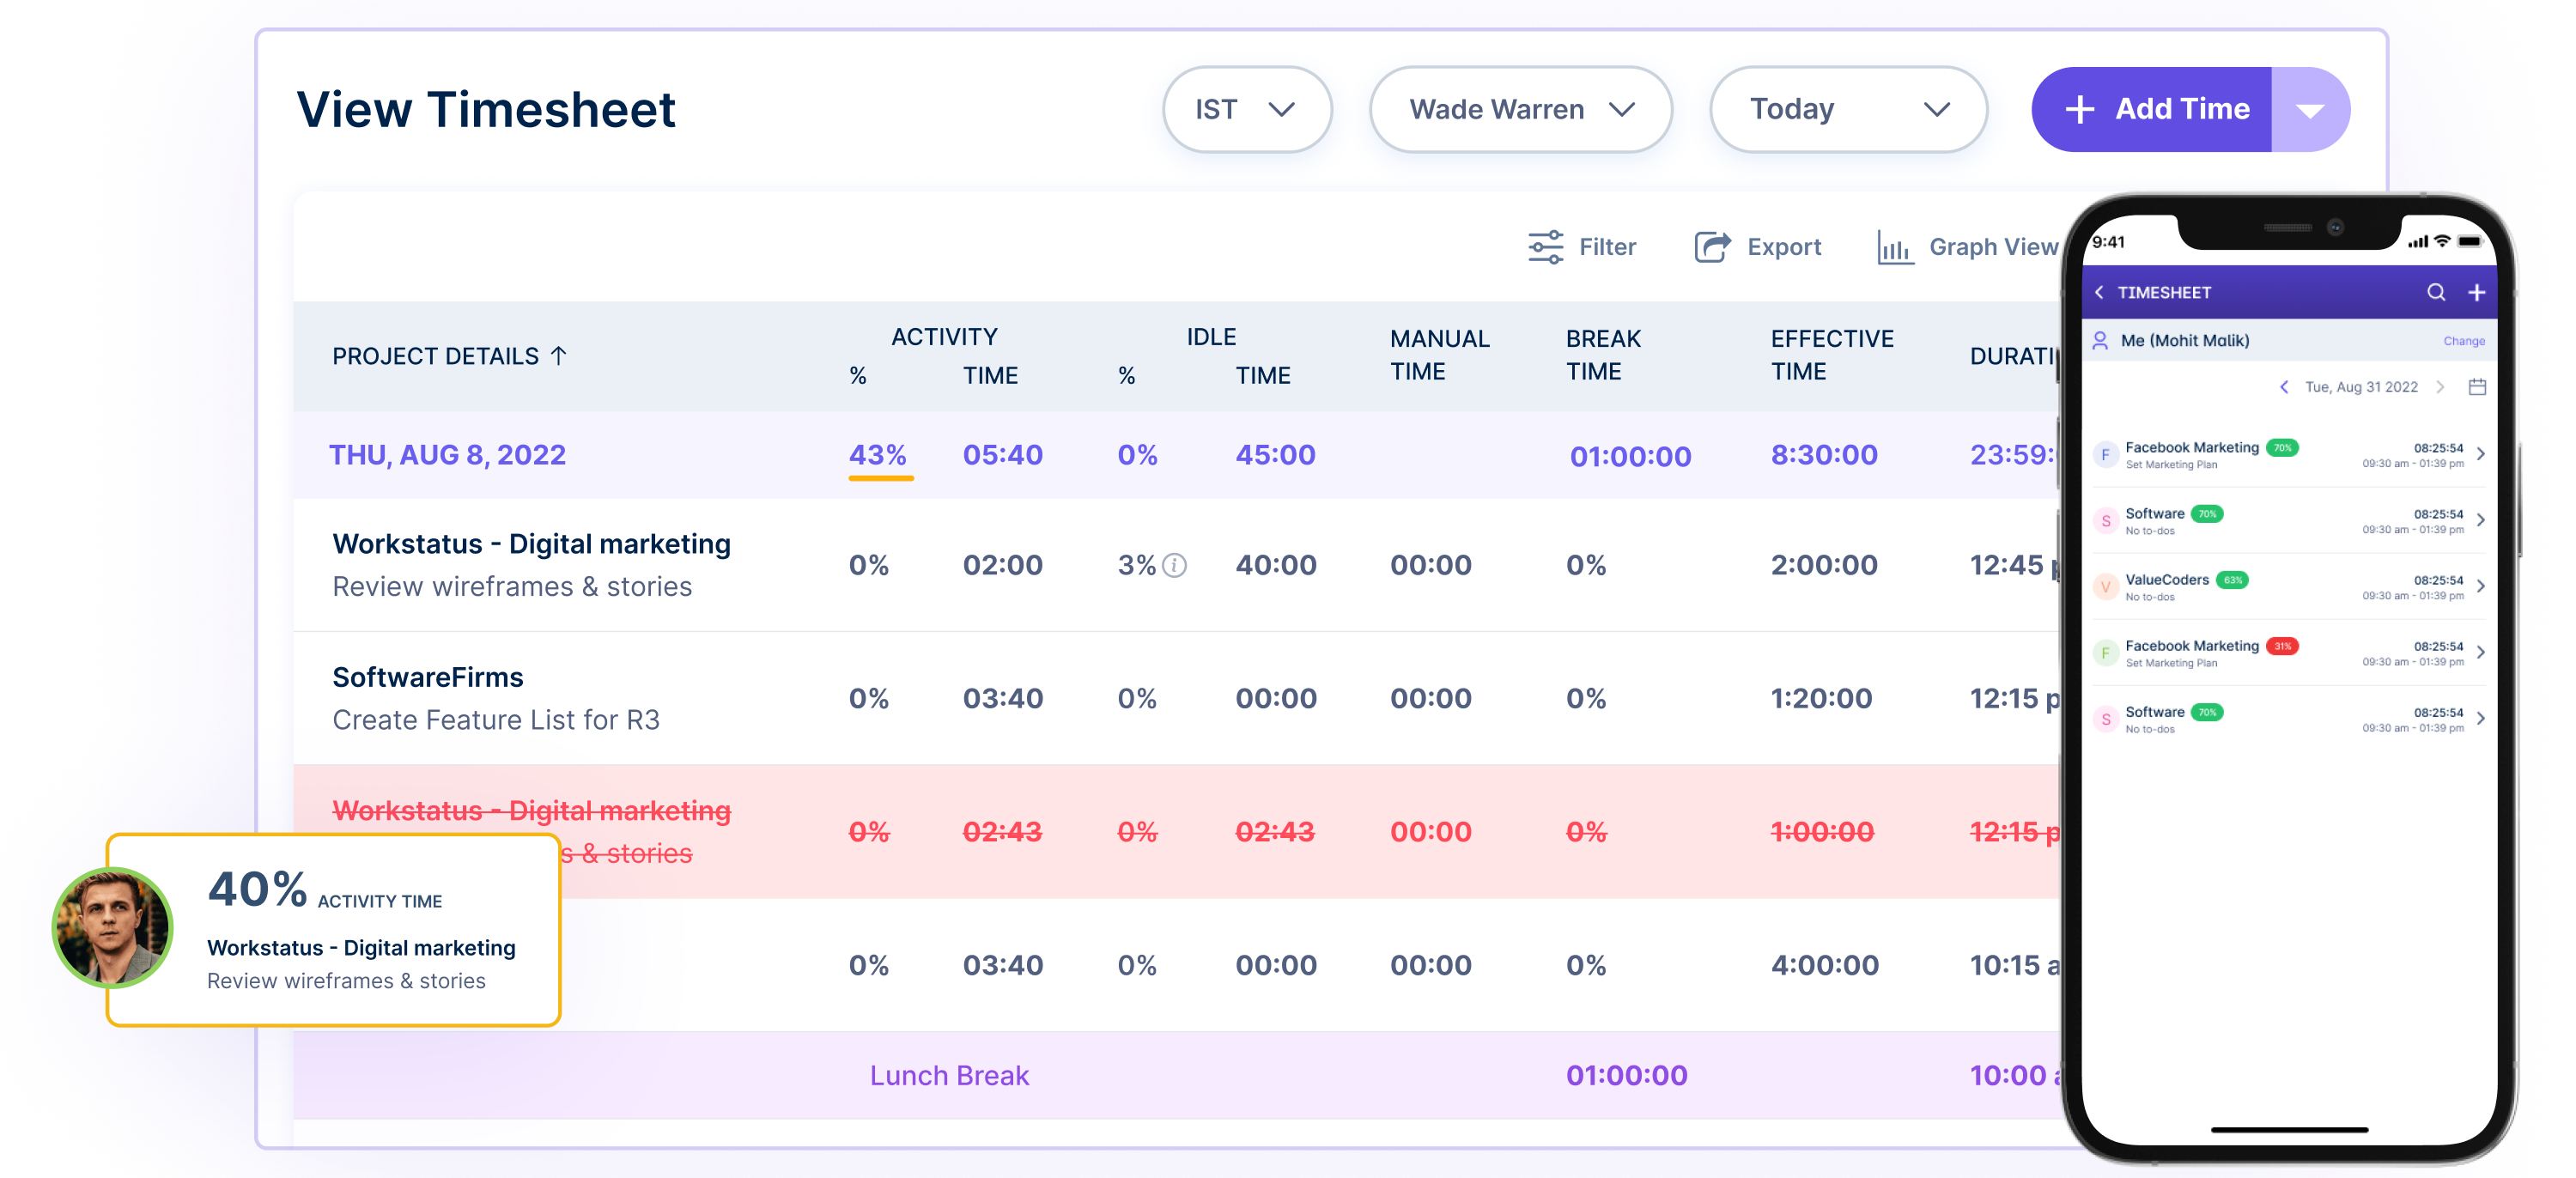 View Timesheet
IST
Wade Warren
Today
+ Add Time
Filter
Export
Graph View
PROJECT DETAILS ↑
ACTIVITY
% TIME
IDLE
% TIME
MANUAL
TIME
BREAK
TIME
EFFECTIVE
TIME
DURATI
THU, AUG 8, 2022 43% 05:40 0% 45:00 01:00:00 8:30:00 23:59:
Workstatus - Digital marketing
Review wireframes & stories
0% 02:00 3% 40:00 00:00 0% 2:00:00 12:45 p
SoftwareFirms
Create Feature List for R3
0% 03:40 0% 00:00 00:00 0% 1:20:00 12:15 p
Workstatus - Digital marketing
s & stories
0% 02:43 0% 02:43 00:00 0% 1:00:00 12:15 p
0% 03:40 0% 00:00 00:00 0% 4:00:00 10:15 a
Lunch Break 01:00:00 10:00 a
40% ACTIVITY TIME
Workstatus - Digital marketing
Review wireframes & stories
9:41
TIMESHEET
Me (Mohit Malik) Change
Tue, Aug 31 2022
F Facebook Marketing 70% 08:25:54
Set Marketing Plan 09:30 am - 01:39 pm
S Software 70% 08:25:54
No to-dos 09:30 am - 01:39 pm
V ValueCoders 63% 08:25:54
No to-dos 09:30 am - 01:39 pm
F Facebook Marketing 31% 08:25:54
Set Marketing Plan 09:30 am - 01:39 pm
S Software 70% 08:25:54
No to-dos 09:30 am - 01:39 pm